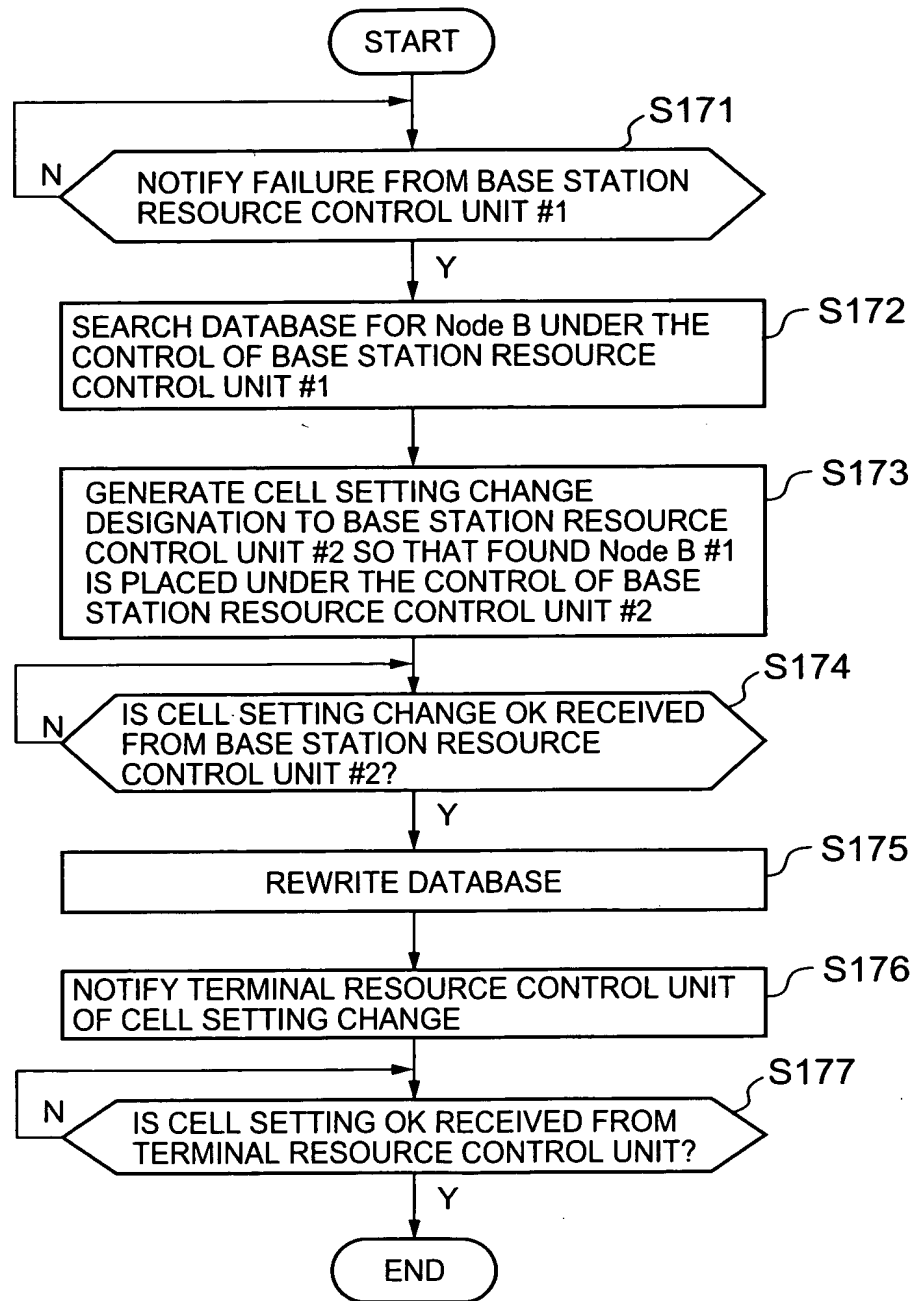 START
S171
N
NOTIFY FAILURE FROM BASE STATION
RESOURCE CONTROL UNIT #1
Y
S172
SEARCH DATABASE FOR Node B UNDER THE
CONTROL OF BASE STATION RESOURCE
CONTROL UNIT #1
S173
GENERATE CELL SETTING CHANGE
DESIGNATION TO BASE STATION RESOURCE
CONTROL UNIT #2 SO THAT FOUND Node B #1
IS PLACED UNDER THE CONTROL OF BASE
STATION RESOURCE CONTROL UNIT #2
S174
N
IS CELL SETTING CHANGE OK RECEIVED
FROM BASE STATION RESOURCE
CONTROL UNIT #2?
Y
S175
REWRITE DATABASE
S176
NOTIFY TERMINAL RESOURCE CONTROL UNIT
OF CELL SETTING CHANGE
S177
N
IS CELL SETTING OK RECEIVED FROM
TERMINAL RESOURCE CONTROL UNIT?
Y
END